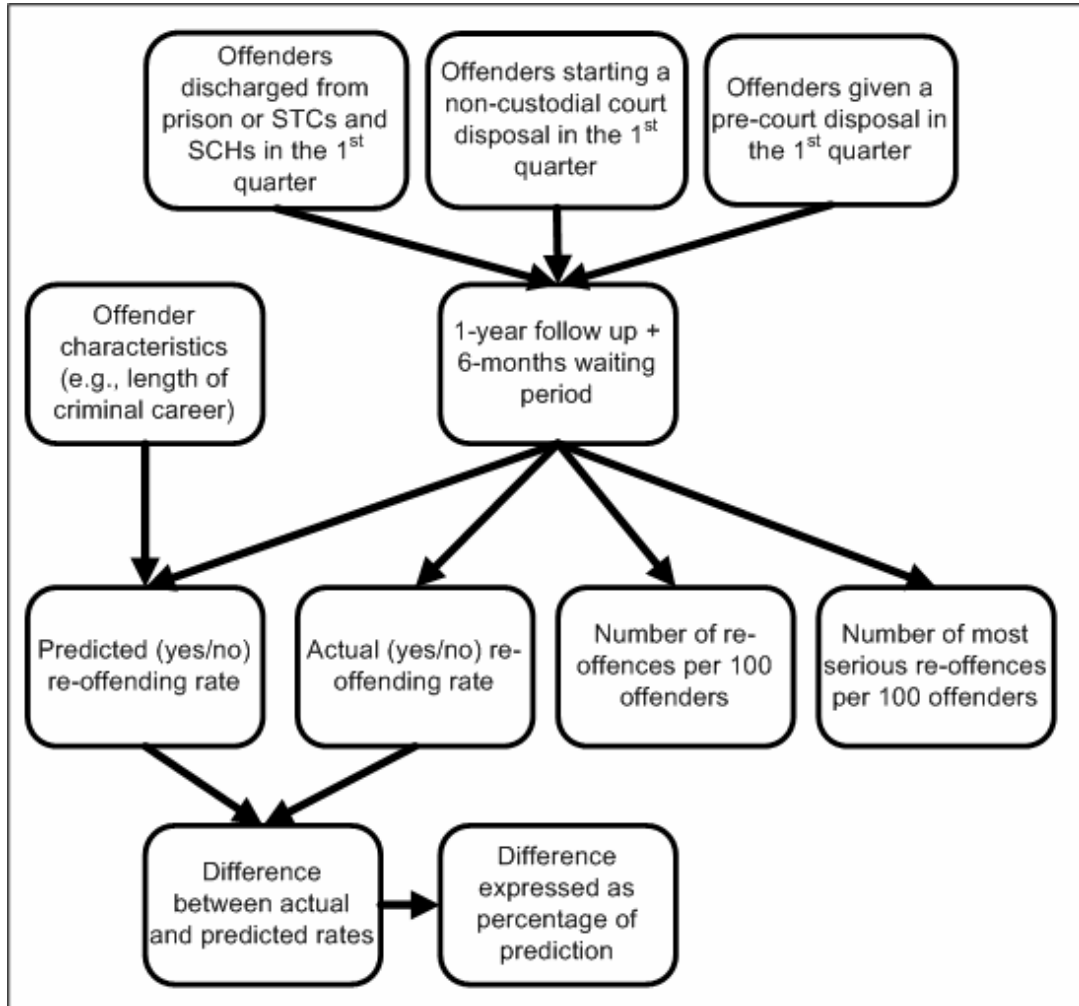 Offenders
discharged from
prison or STCs and
SCHs in the 1st
quarter
Offenders starting a
non-custodial court
disposal in the 1st
quarter
Offenders given a
pre-court disposal in
the 1st quarter
Offender
characteristics
(e.g., length of
criminal career)
1-year follow up +
6-months waiting
period
Predicted (yes/no)
re-offending rate
Actual (yes/no) re-
offending rate
Number of re-
offences per 100
offenders
Number of most
serious re-offences
per 100 offenders
Difference
between actual
and predicted rates
Difference
expressed as
percentage of
prediction